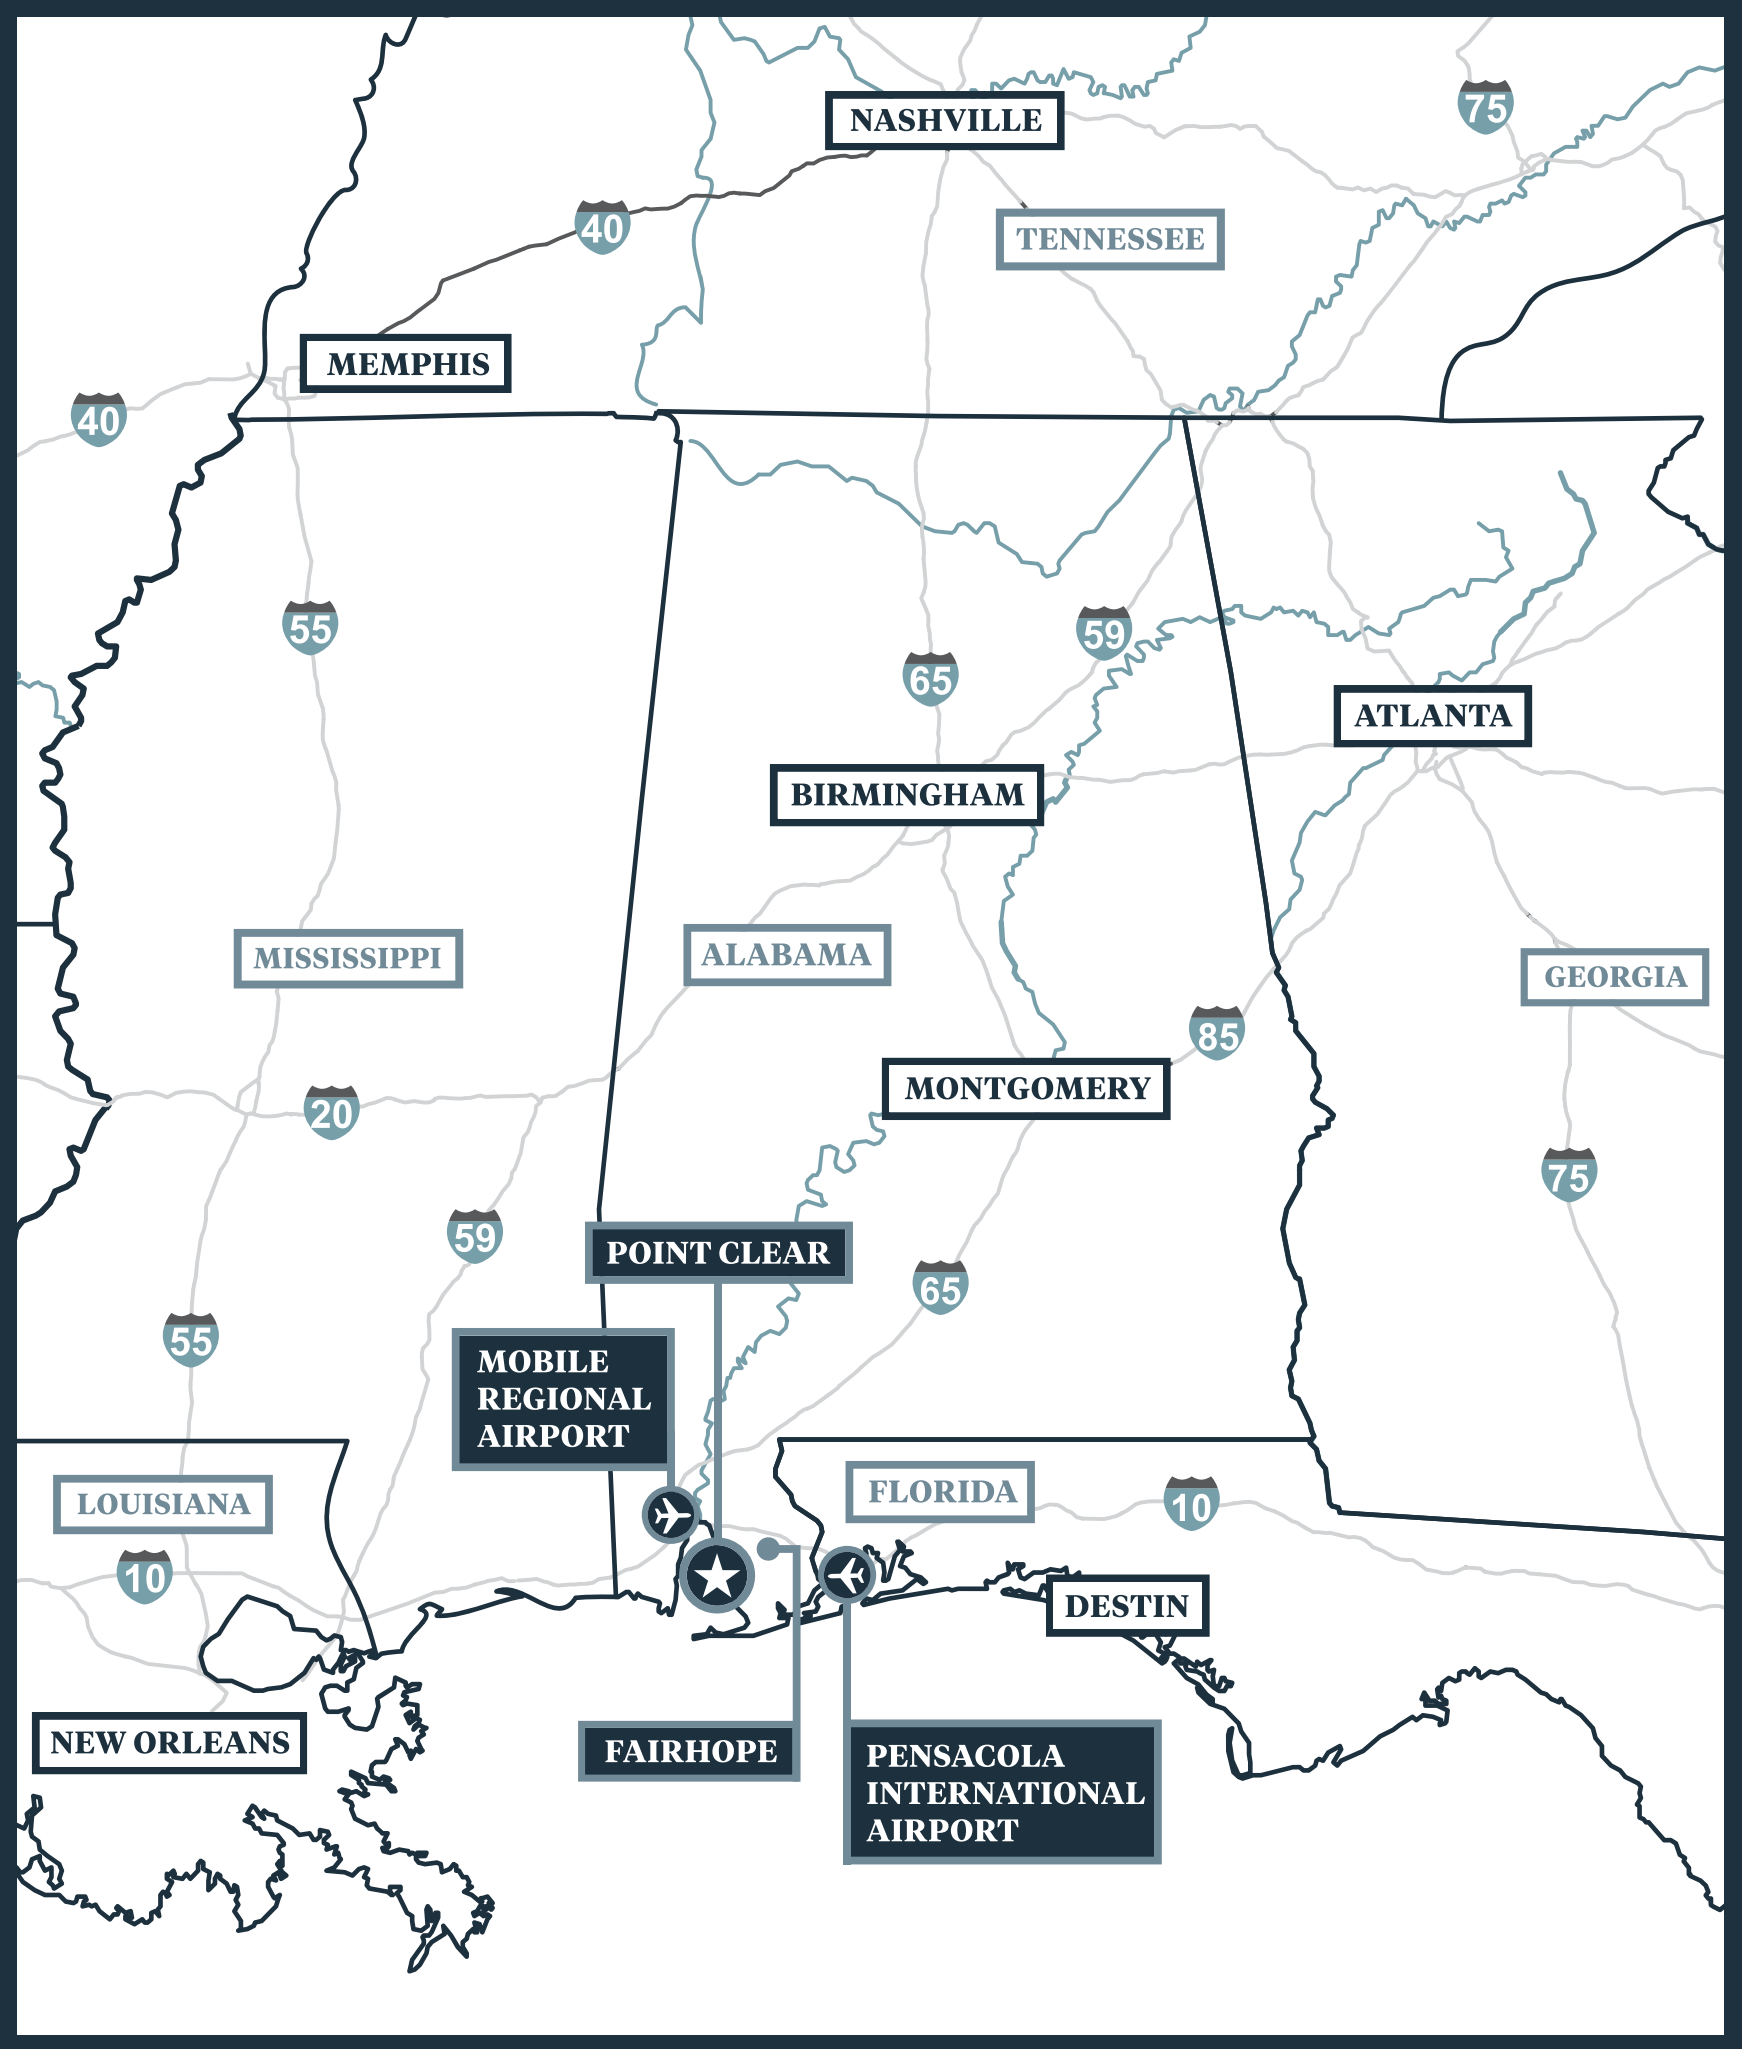 75
NASHVILLE
40
TENNESSEE
MEMPHIS
40
55
59
65
ATLANTA
BIRMINGHAM
MISSISSIPPI
ALABAMA
GEORGIA
85
MONTGOMERY
20
75
59
POINT CLEAR
65
55
MOBILE
REGIONAL
AIRPORT
LOUISIANA
FLORIDA
10
10
DESTIN
NEW ORLEANS
FAIRHOPE
PENSACOLA
INTERNATIONAL
AIRPORT